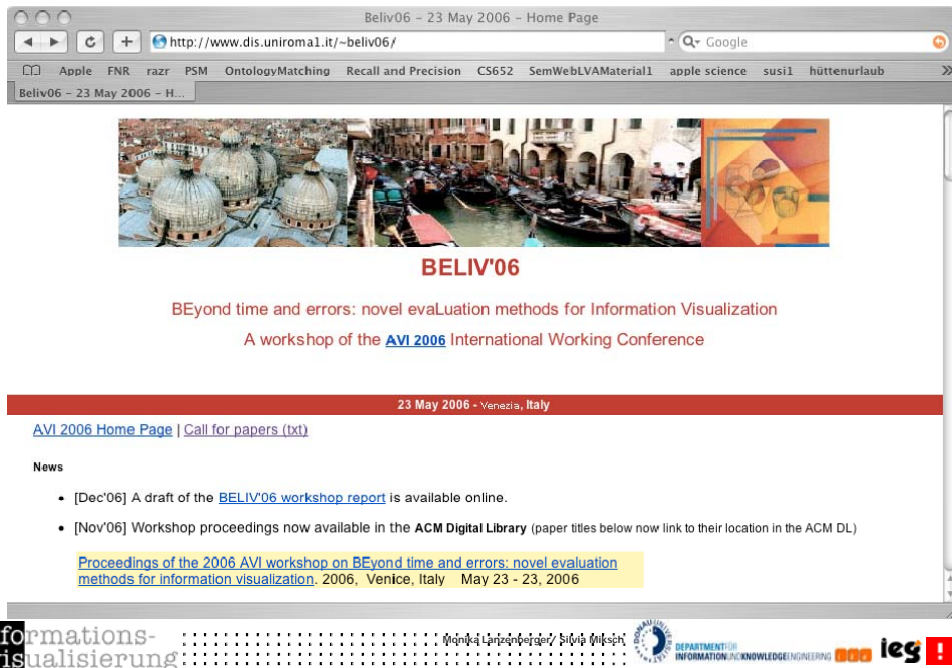 Beliv06 – 23 May 2006 – Home Page
http://www.dis.uniroma1.it/~beliv06/
Google
Apple FNR razr PSM OntologyMatching Recall and Precision CS652 SemWebLVAMaterial1 apple science susi1 hüttenurlaub
Beliv06 – 23 May 2006 – H...
BELIV'06
BEyond time and errors: novel evaLuation methods for Information Visualization
A workshop of the AVI 2006 International Working Conference
23 May 2006 - Venezia, Italy
AVI 2006 Home Page | Call for papers (txt)
News
• [Dec'06] A draft of the BELIV'06 workshop report is available online.
• [Nov'06] Workshop proceedings now available in the ACM Digital Library (paper titles below now link to their location in the ACM DL)
Proceedings of the 2006 AVI workshop on BEyond time and errors: novel evaluation
methods for information visualization. 2006, Venice, Italy May 23 - 23, 2006
formations-
isualisierung
Monika Lanzenberger/ Silvia Miksch
DONAU
DEPARTMENT FÜR
INFORMATION UND KNOWLEDGE ENGINEERING
ieg